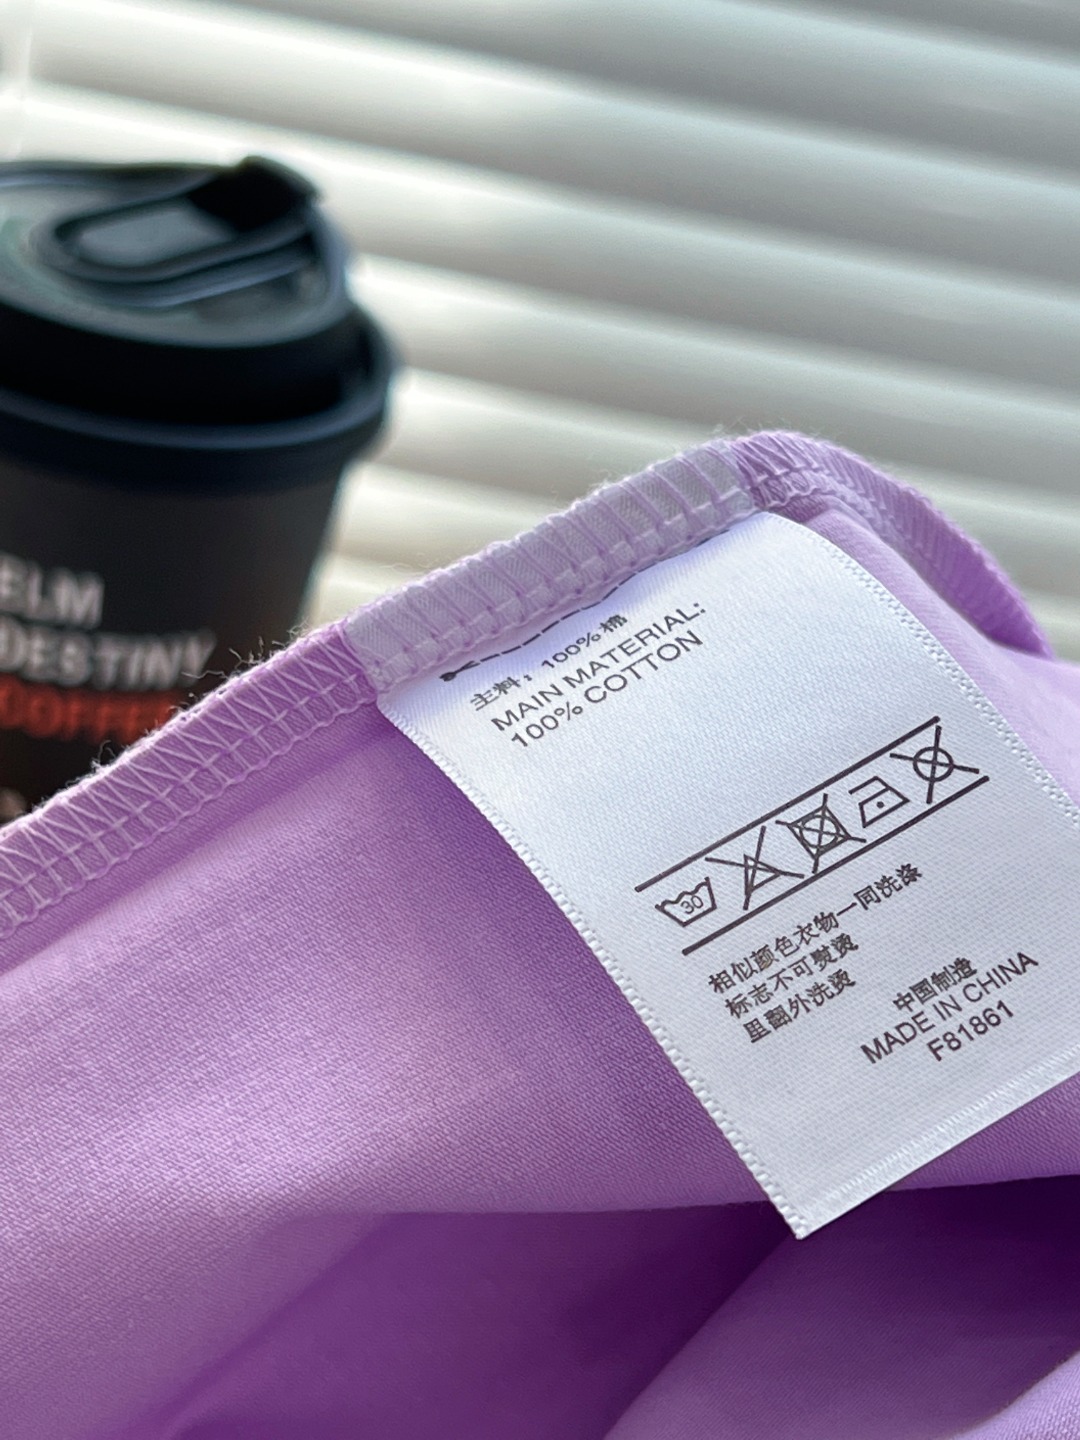 ELM
DESTINY
COFFEE
主料：100% 棉
MAIN MATERIAL:
100% COTTON
30
相似颜色衣物一同洗涤
标志不可熨烫
里翻外洗烫
中国制造
MADE IN CHINA
F81861